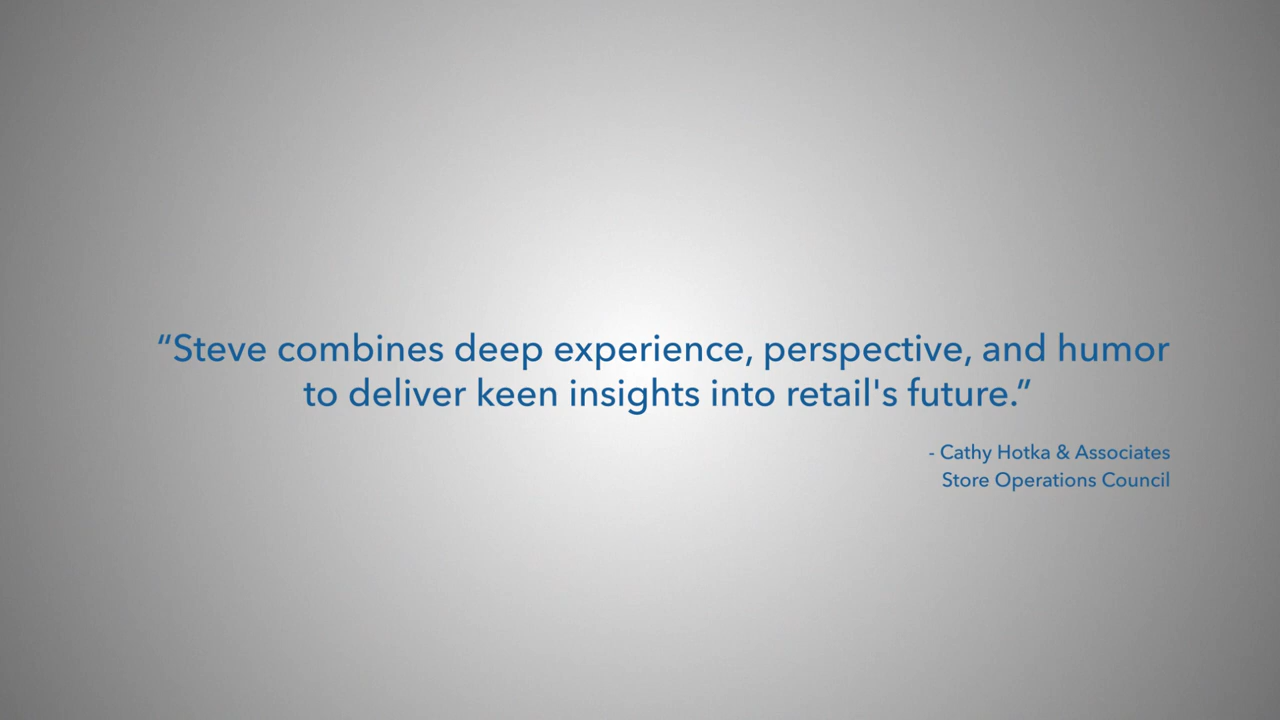 “Steve combines deep experience, perspective, and humor
to deliver keen insights into retail's future.”
- Cathy Hotka & Associates
Store Operations Council